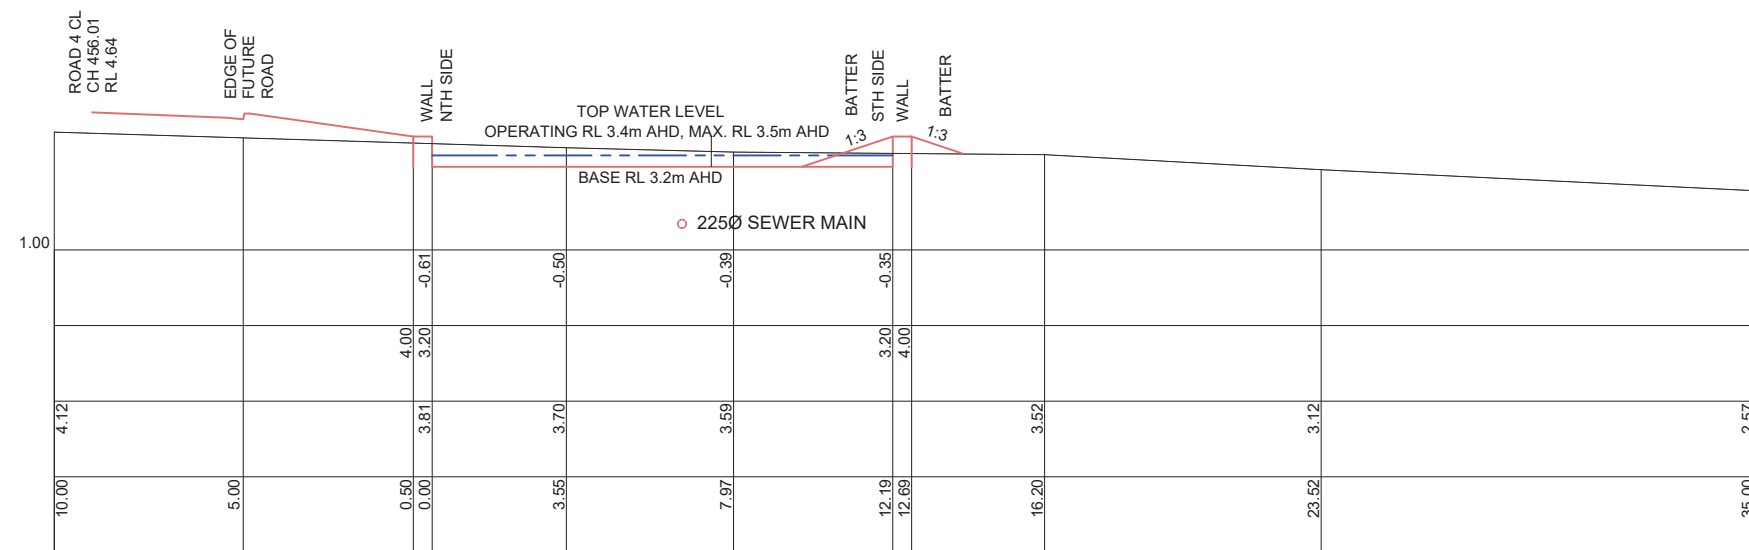 ROAD 4 CL
CH 456.01
RL 4.64
EDGE OF
FUTURE
ROAD
WALL
NTH SIDE
TOP WATER LEVEL
OPERATING RL 3.4m AHD, MAX. RL 3.5m AHD
BATTER
STH SIDE
WALL
BATTER
1:3
1:3
BASE RL 3.2m AHD
225Ø SEWER MAIN
1.00
-0.61
-0.50
-0.39
-0.35
4.00
3.20
3.20
4.00
4.12
3.81
3.70
3.59
3.52
3.12
2.57
10.00
5.00
0.50
0.00
3.55
7.97
12.19
12.69
16.20
23.52
35.00